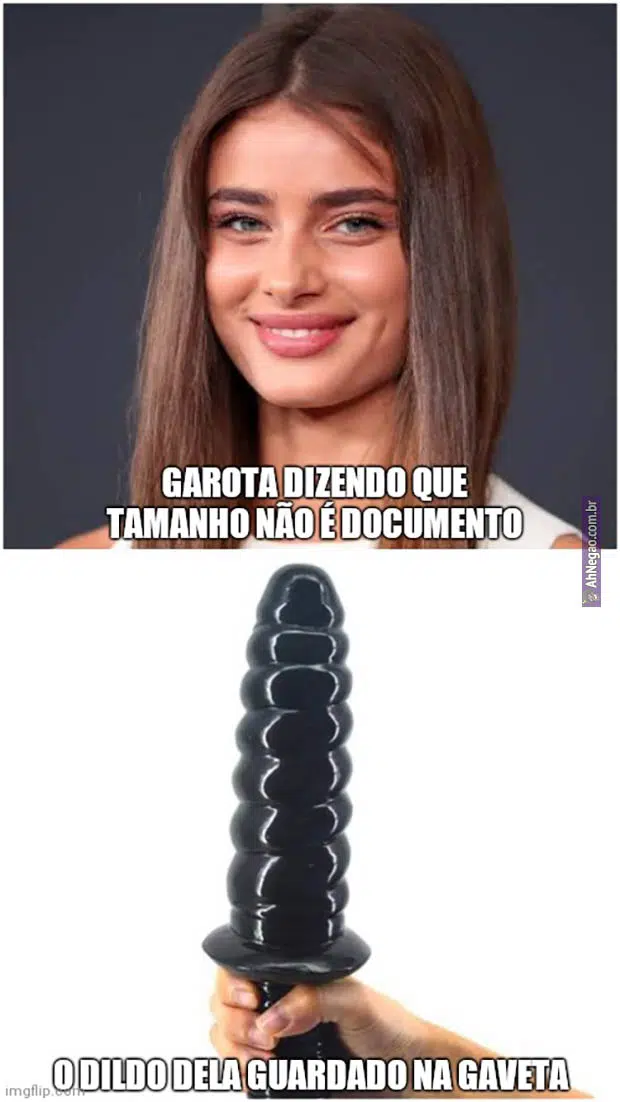 GAROTA DIZENDO QUE
TAMANHO NÃO É DOCUMENTO
AhNegao.com.br
O DILDO DELA GUARDADO NA GAVETA
imgflip.com